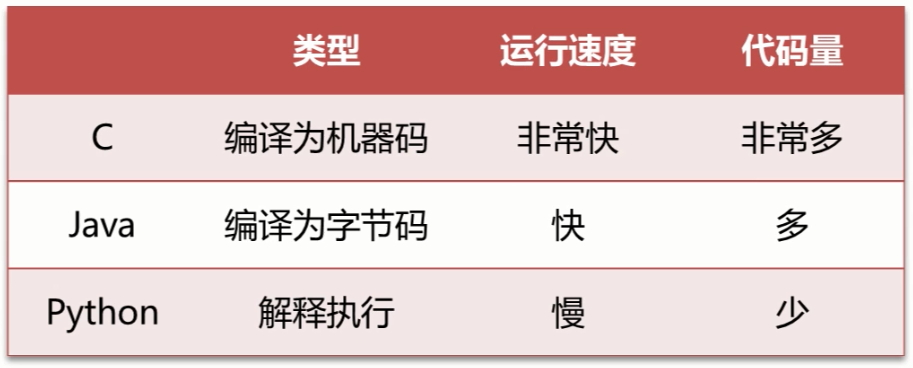 类型 运行速度 代码量
C 编译为机器码 非常快 非常多
Java 编译为字节码 快 多
Python 解释执行 慢 少